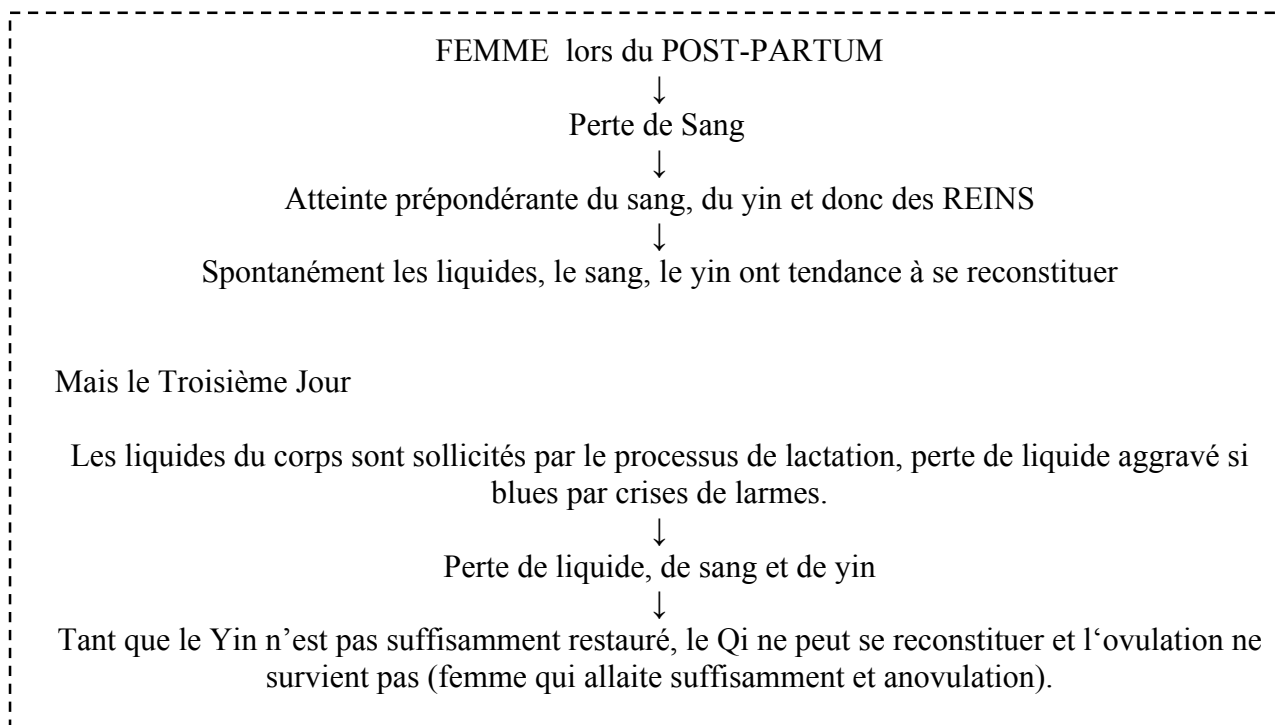 FEMME lors du POST-PARTUM
↓
Perte de Sang
↓
Atteinte prépondérante du sang, du yin et donc des REINS
↓
Spontanément les liquides, le sang, le yin ont tendance à se reconstituer
Mais le Troisième Jour
Les liquides du corps sont sollicités par le processus de lactation, perte de liquide aggravé si
blues par crises de larmes.
↓
Perte de liquide, de sang et de yin
↓
Tant que le Yin n’est pas suffisamment restauré, le Qi ne peut se reconstituer et l‘ovulation ne
survient pas (femme qui allaite suffisamment et anovulation).